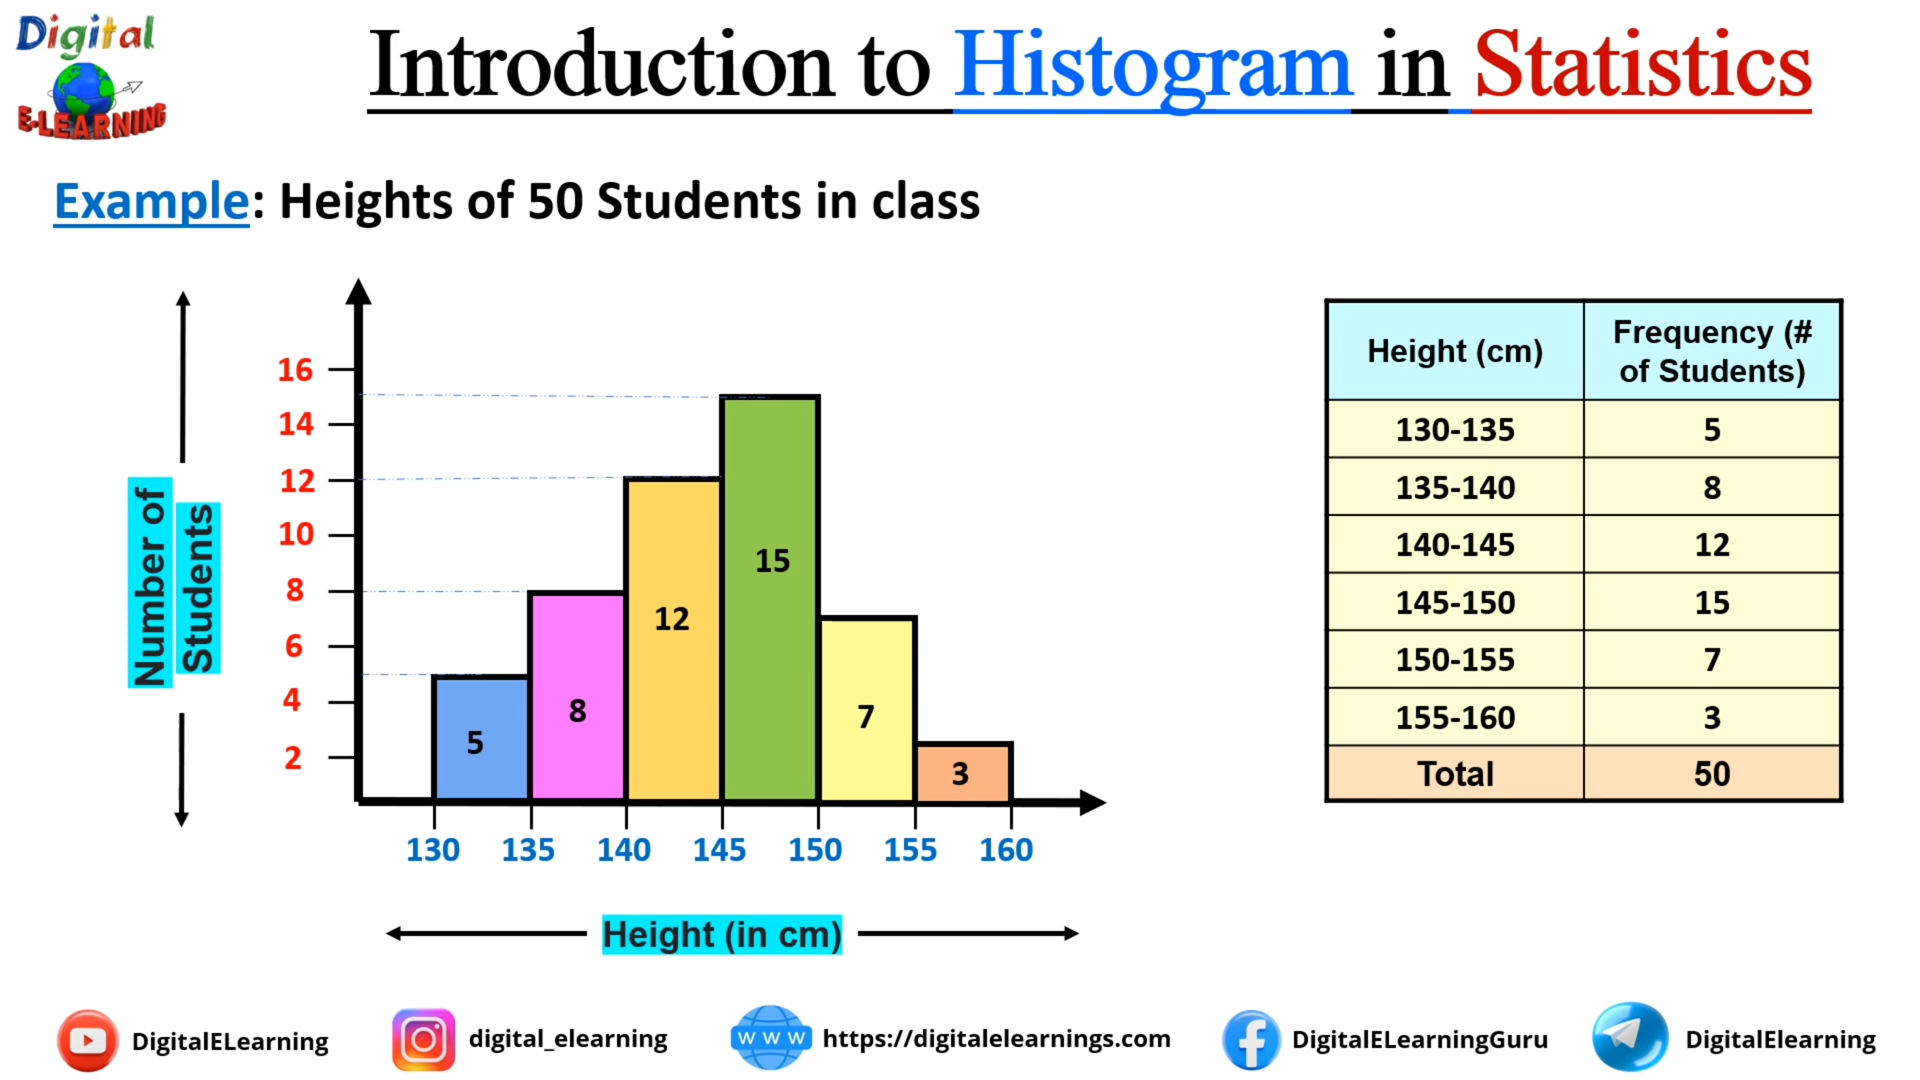 Digital
E-LEARNING
Introduction to Histogram in Statistics
Example: Heights of 50 Students in class
Number of
Students
16
14
12
10
8
6
4
2
5
8
12
15
7
3
130 135 140 145 150 155 160
Height (in cm)
Height (cm) Frequency (#
of Students)
130-135 5
135-140 8
140-145 12
145-150 15
150-155 7
155-160 3
Total 50
DigitalELearning
digital_elearning
W W W
https://digitalelearnings.com
DigitalELearningGuru
DigitalElearning